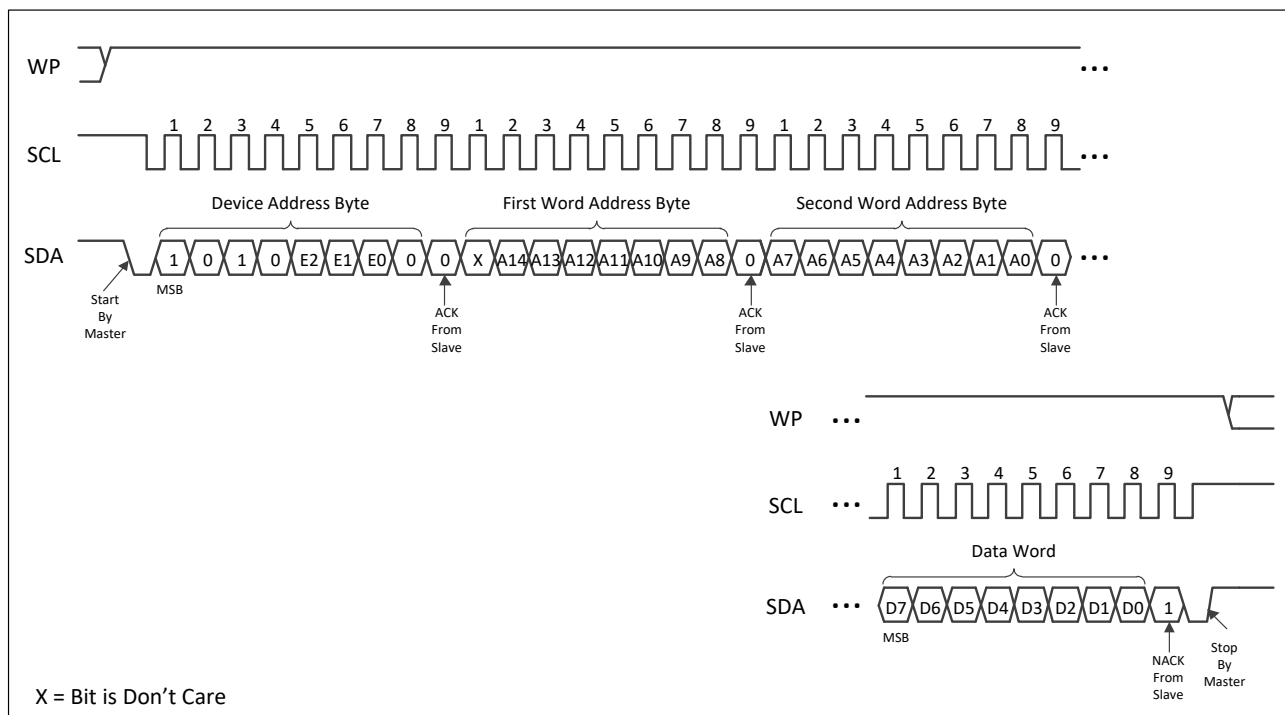 WP
...
1 2 3 4 5 6 7 8 9 1 2 3 4 5 6 7 8 9 1 2 3 4 5 6 7 8 9
SCL
...
Device Address Byte First Word Address Byte Second Word Address Byte
SDA
1 0 1 0 E2 E1 E0 0 0 X A14 A13 A12 A11 A10 A9 A8 0 A7 A6 A5 A4 A3 A2 A1 A0 0 ...
MSB
Start
By
Master
ACK
From
Slave
ACK
From
Slave
ACK
From
Slave
WP ...
1 2 3 4 5 6 7 8 9
SCL ...
Data Word
SDA ... D7 D6 D5 D4 D3 D2 D1 D0 1
MSB
NACK
From
Slave
Stop
By
Master
X = Bit is Don’t Care